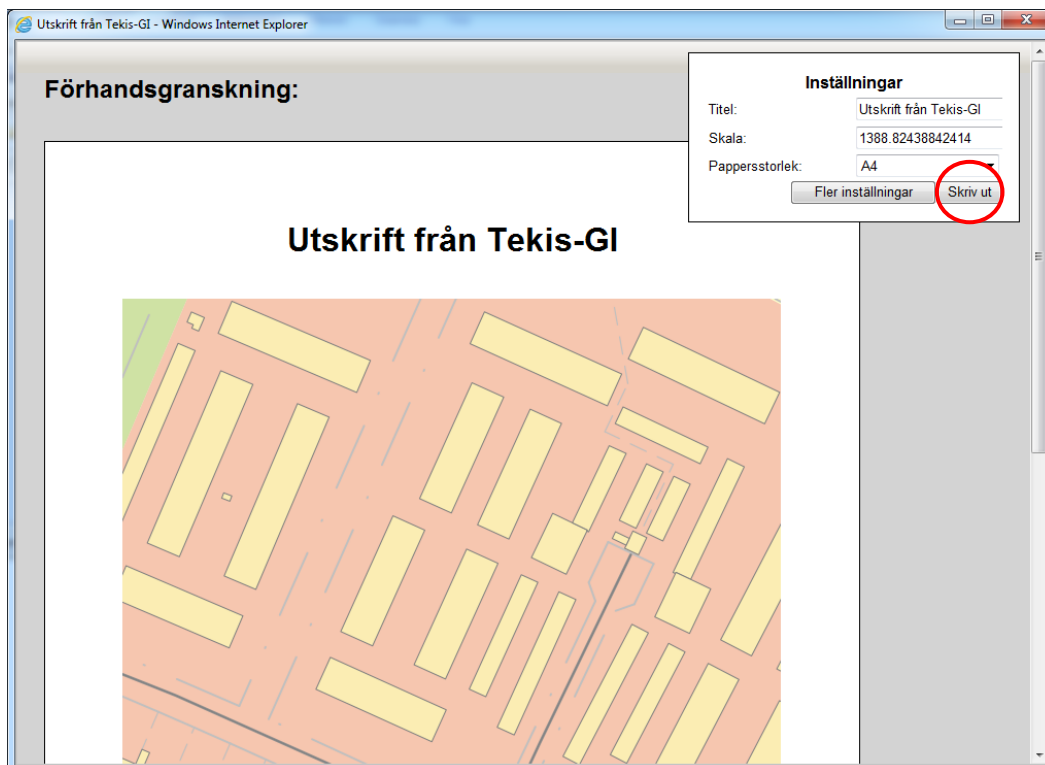 Utskrift från Tekis-GI - Windows Internet Explorer
Förhandsgranskning:
Inställningar
Titel: Utskrift från Tekis-GI
Skala: 1388.82438842414
Pappersstorlek: A4
Fler inställningar Skriv ut
Utskrift från Tekis-GI